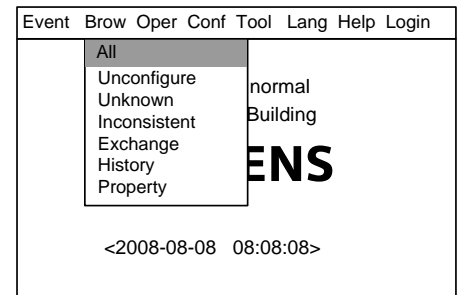 Event Brow Oper Conf Tool Lang Help Login
All
Unconfigure
normal
Unknown
Building
Inconsistent
Exchange
ENS
History
Property
<2008-08-08 08:08:08>